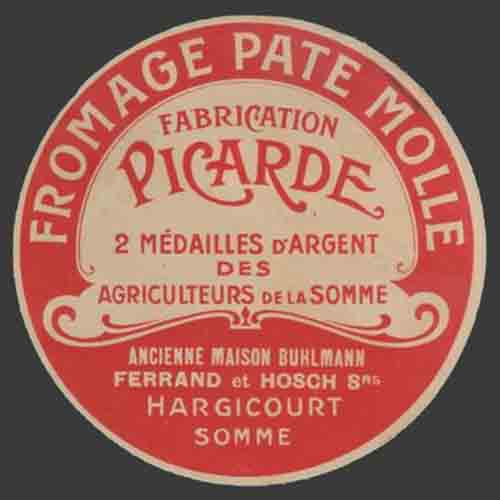 FROMAGE PATE MOLLE
FABRICATION
PICARDE
2 MÉDAILLES D'ARGENT
DES
AGRICULTEURS DE LA SOMME
ANCIENNE MAISON BUHLMANN
FERRAND et HOSCH SRS
HARGICOURT
SOMME